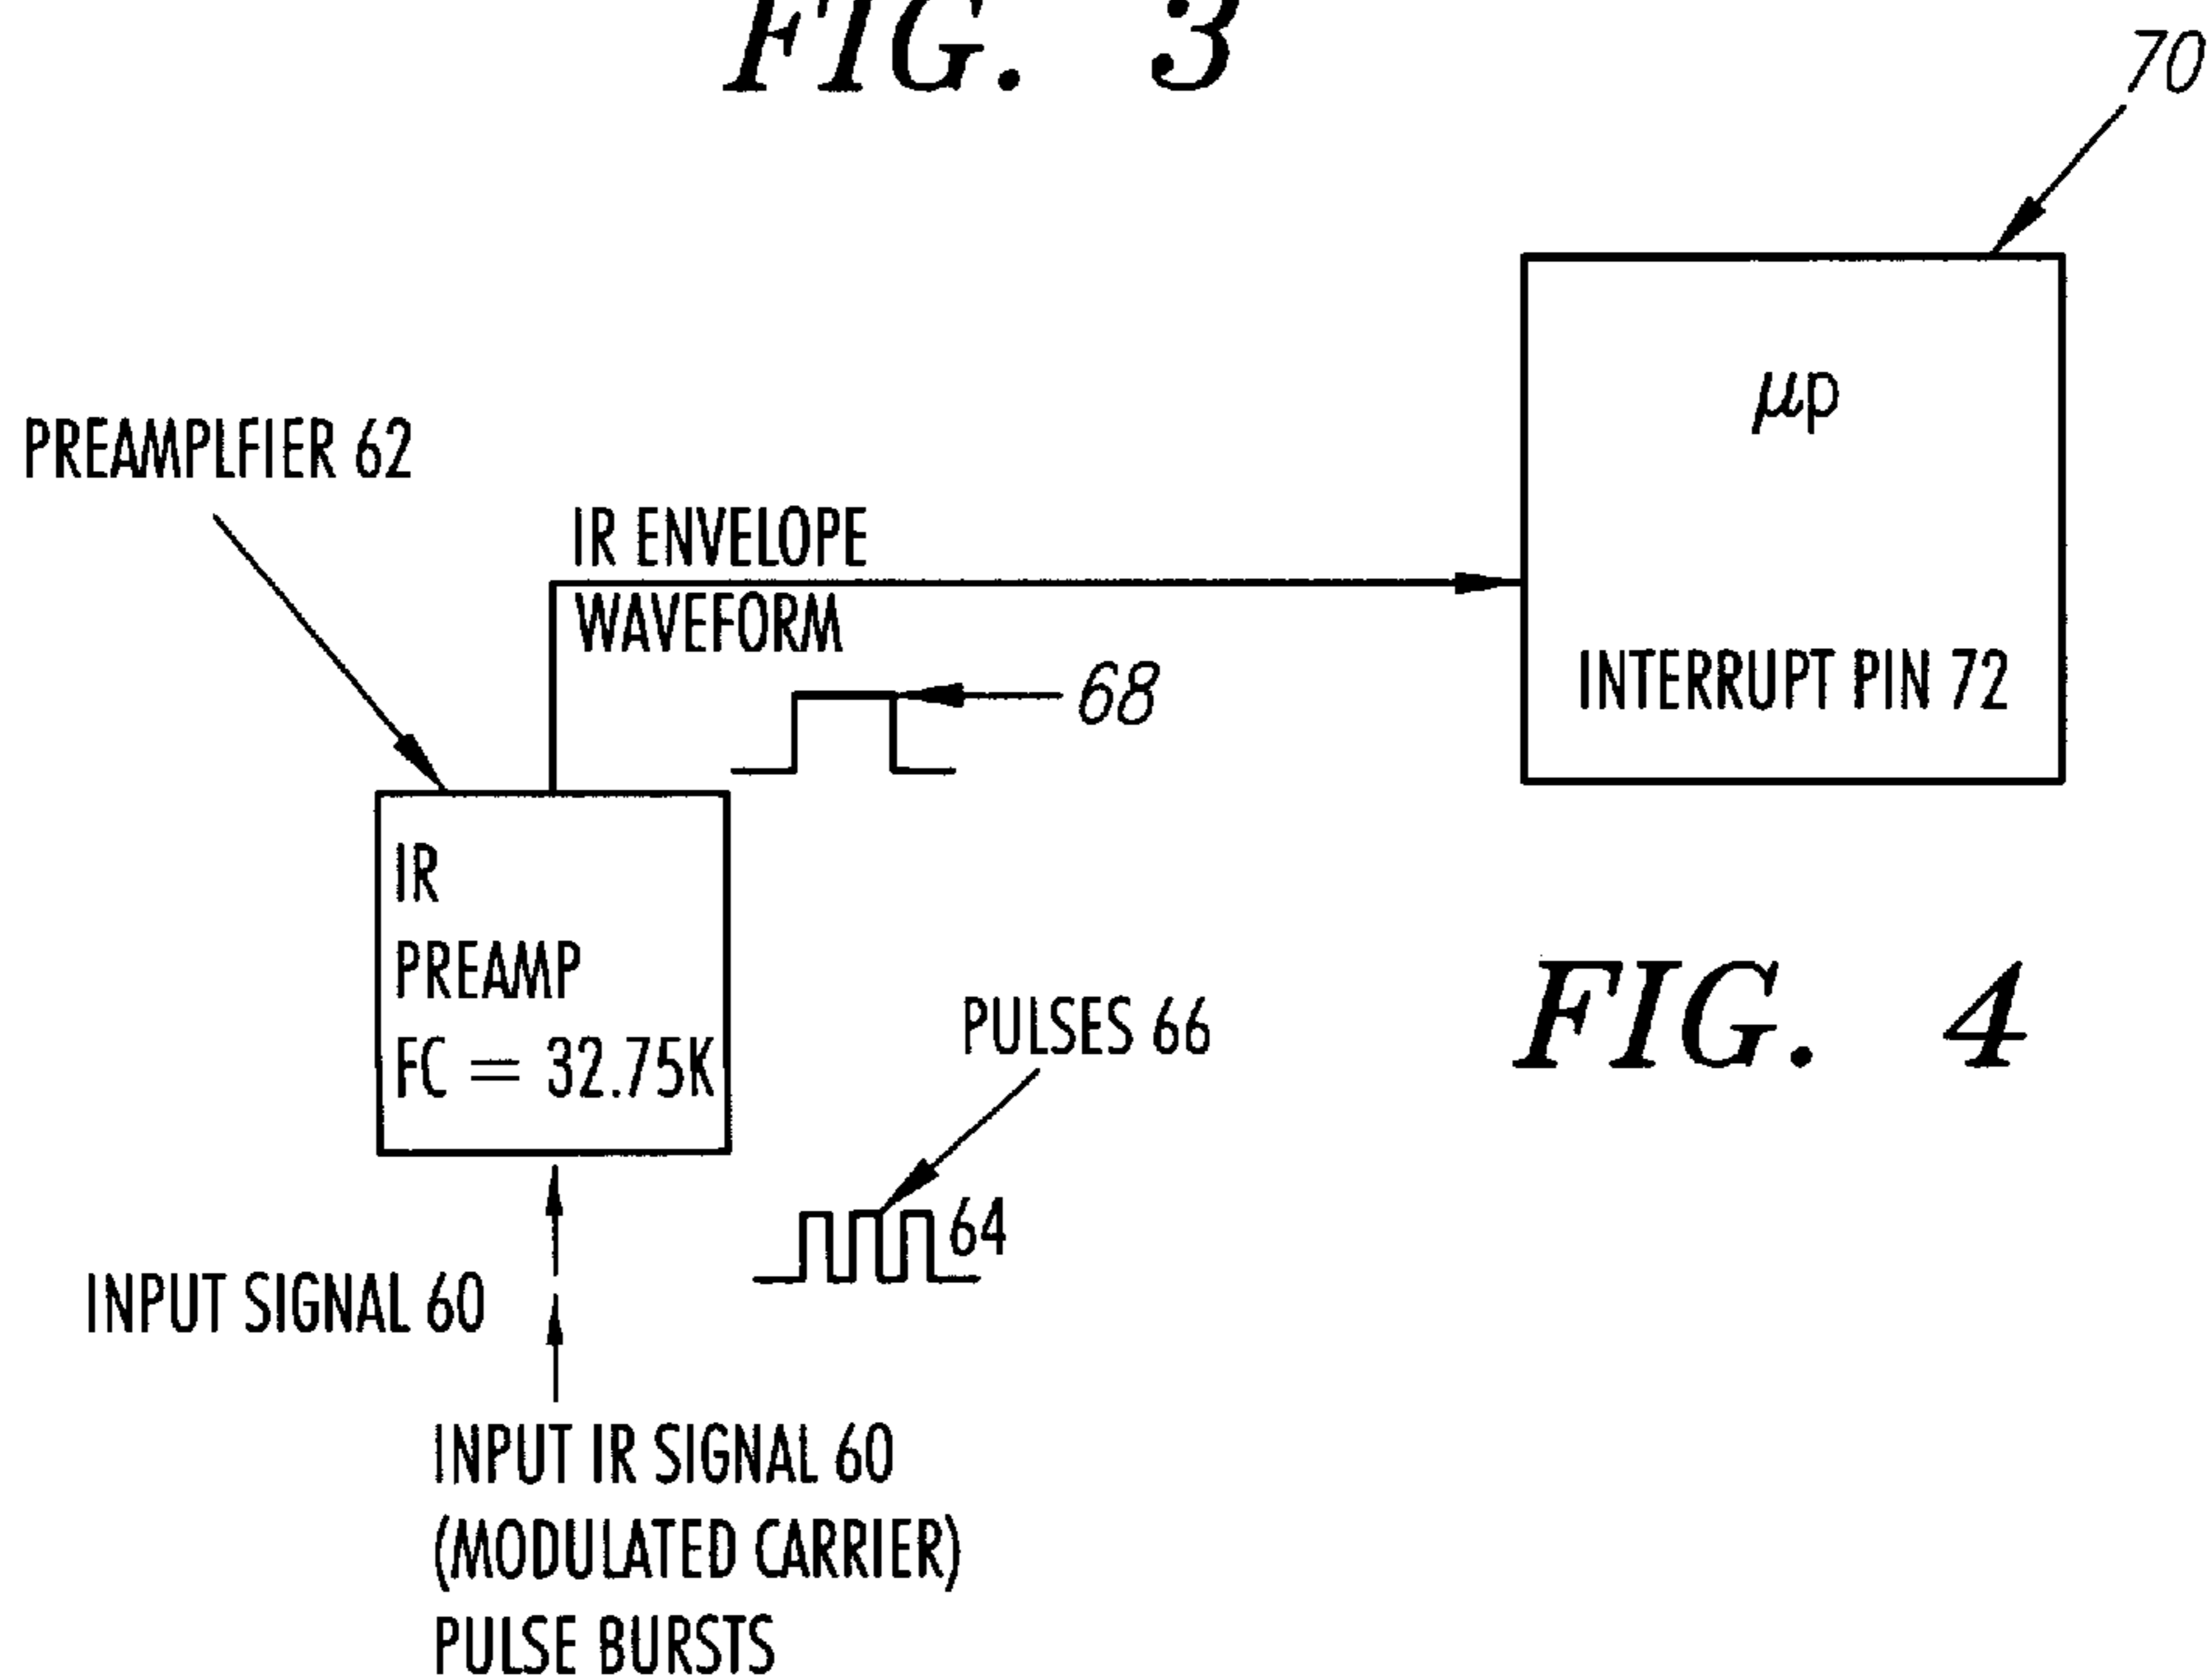 FIG. 3
70
μp
PREAMPLFIER 62
IR ENVELOPE
WAVEFORM
68
INTERRUPT PIN 72
IR
PREAMP
FC = 32.75K
PULSES 66
64
FIG. 4
INPUT SIGNAL 60
INPUT IR SIGNAL 60
(MODULATED CARRIER)
PULSE BURSTS